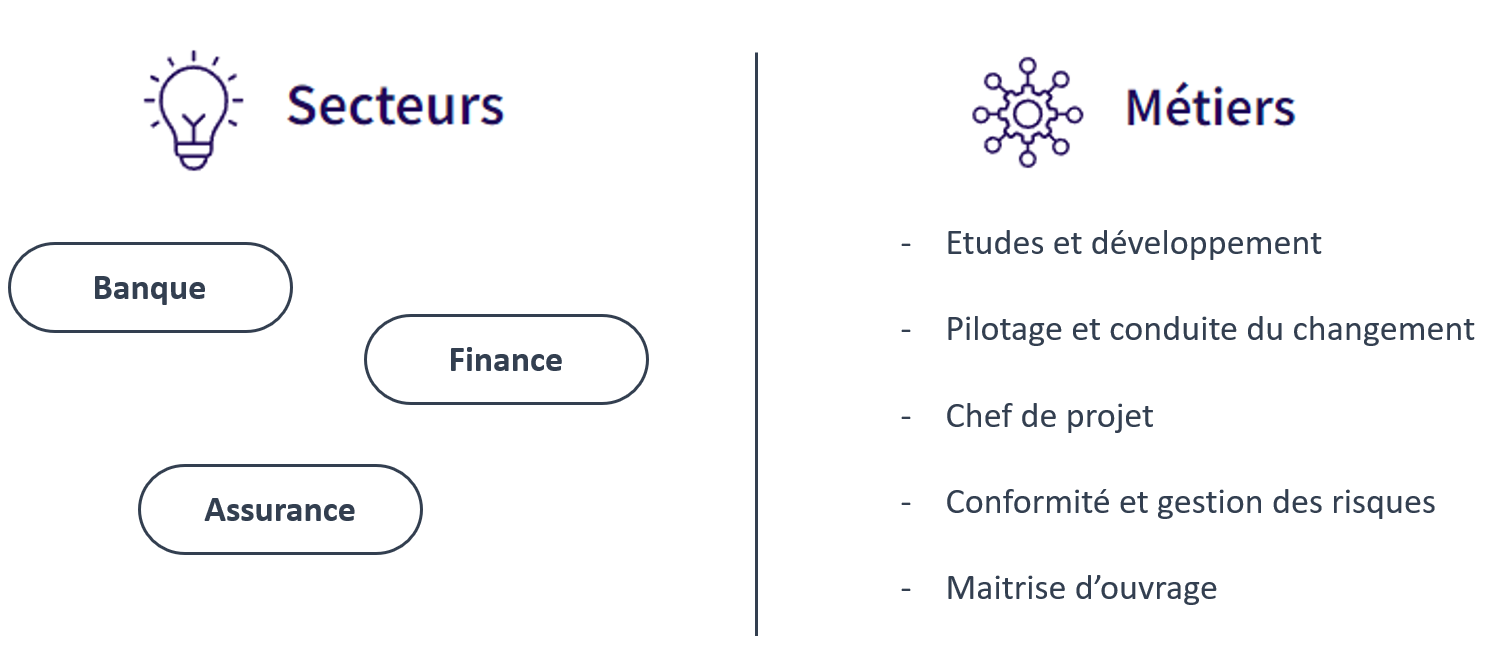 Secteurs
Banque
Finance
Assurance
Métiers
- Etudes et développement
- Pilotage et conduite du changement
- Chef de projet
- Conformité et gestion des risques
- Maitrise d’ouvrage